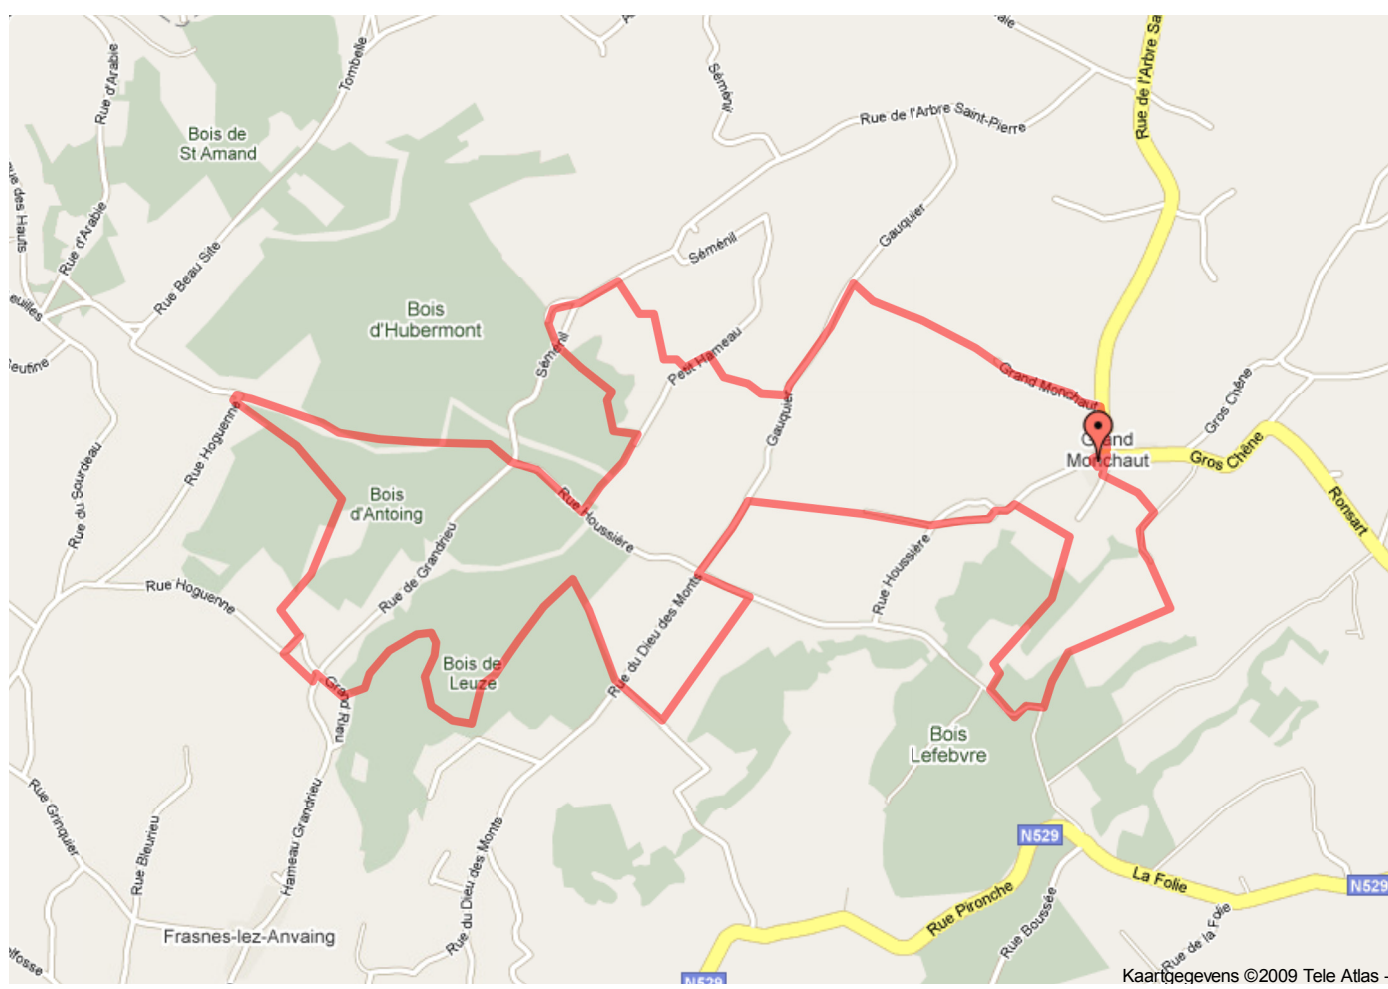 Rue d'Arabie
Tombelle
Séménil
Rue de l'Arbre Saint-Pierre
Rue de l'Arbre Sa
Bois de
St Amand
Rue d'Arabie
Rue Beau Site
Séménil
Gauquier
Bois
d'Hubermont
Séménil
Petit Hameau
Grand Monchaut
Gros Chêne
Rue Hoguenne
Gauquier
Grand
Monchaut
Gros Chêne
Ronsart
Rue du Sourdeau
Bois
d'Antoing
Rue Houssière
Rue de Grandrieu
Rue Houssière
Rue Hoguenne
Rue du Dieu des Monts
Bois de
Leuze
Grand Rieu
Bois
Lefebvre
Rue Grinquier
Rue Bleurieu
Hameau Grandrieu
Rue du Dieu des Monts
N529
La Folie
N529
Rue Pironche
Rue Boussée
Rue de la Folie
Frasnes-lez-Anvaing
N529
Kaartgegevens ©2009 Tele Atlas -